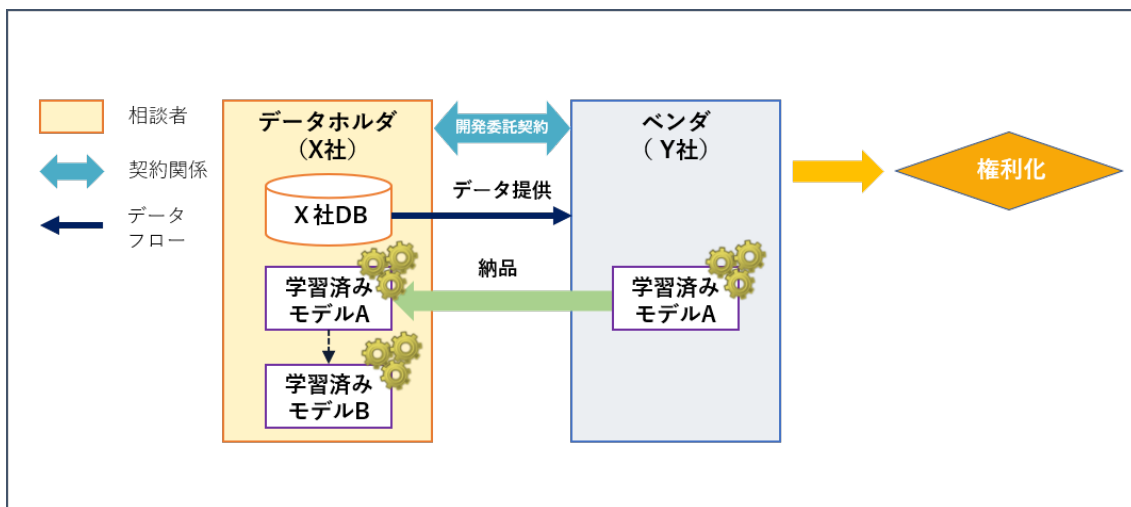 相談者
契約関係
データ
フロー
データホルダ
（X社）
X社DB
学習済み
モデルA
学習済み
モデルB
開発委託契約
データ提供
納品
ベンダ
（ Y社）
学習済み
モデルA
権利化